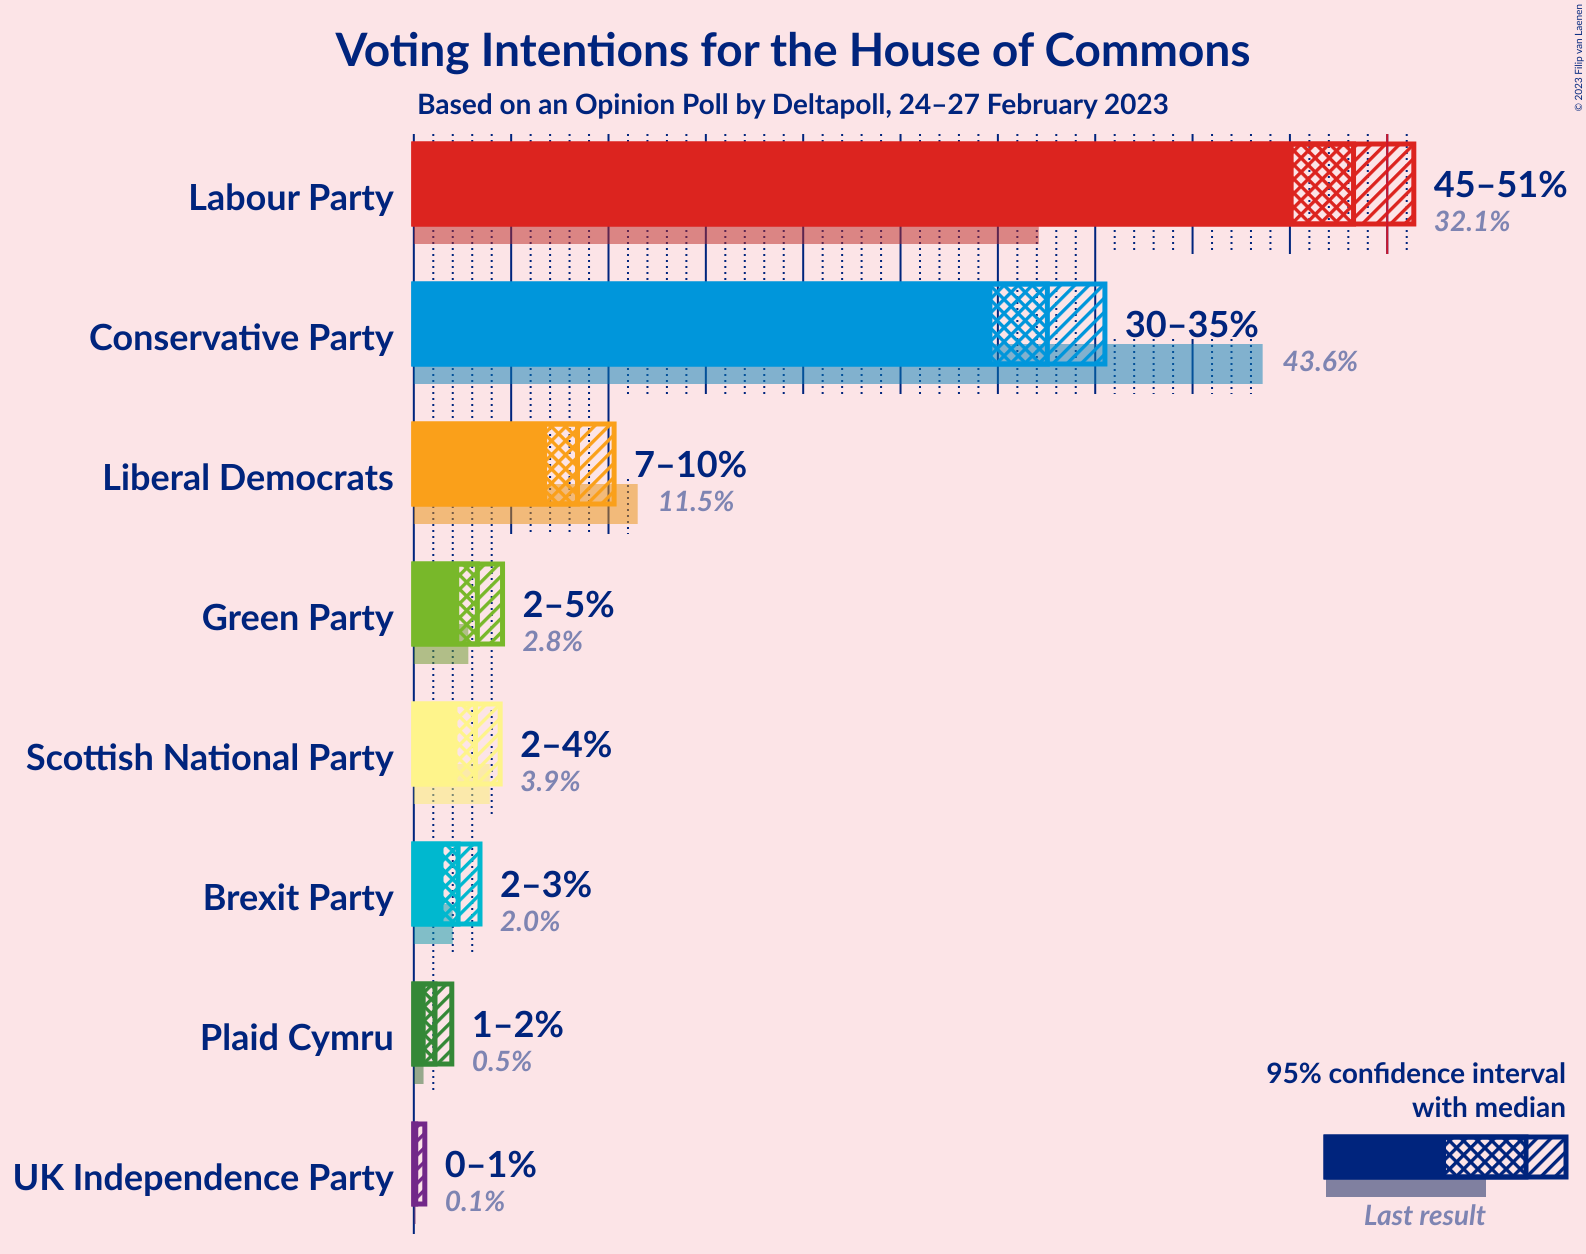 Voting Intentions for the House of Commons
Based on an Opinion Poll by Deltapoll, 24–27 February 2023
© 2023 Filip van Laenen
Labour Party
45–51%
32.1%
Conservative Party
30–35%
43.6%
Liberal Democrats
7–10%
11.5%
Green Party
2–5%
2.8%
Scottish National Party
2–4%
3.9%
Brexit Party
2–3%
2.0%
Plaid Cymru
1–2%
0.5%
UK Independence Party
0–1%
0.1%
95% confidence interval
with median
Last result